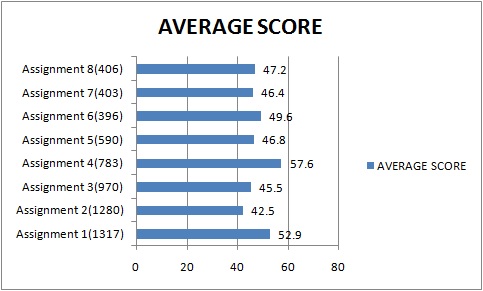 AVERAGE SCORE
Assignment 8(406) 47.2
Assignment 7(403) 46.4
Assignment 6(396) 49.6
Assignment 5(590) 46.8
Assignment 4(783) 57.6
Assignment 3(970) 45.5
Assignment 2(1280) 42.5
Assignment 1(1317) 52.9
0 20 40 60 80
AVERAGE SCORE